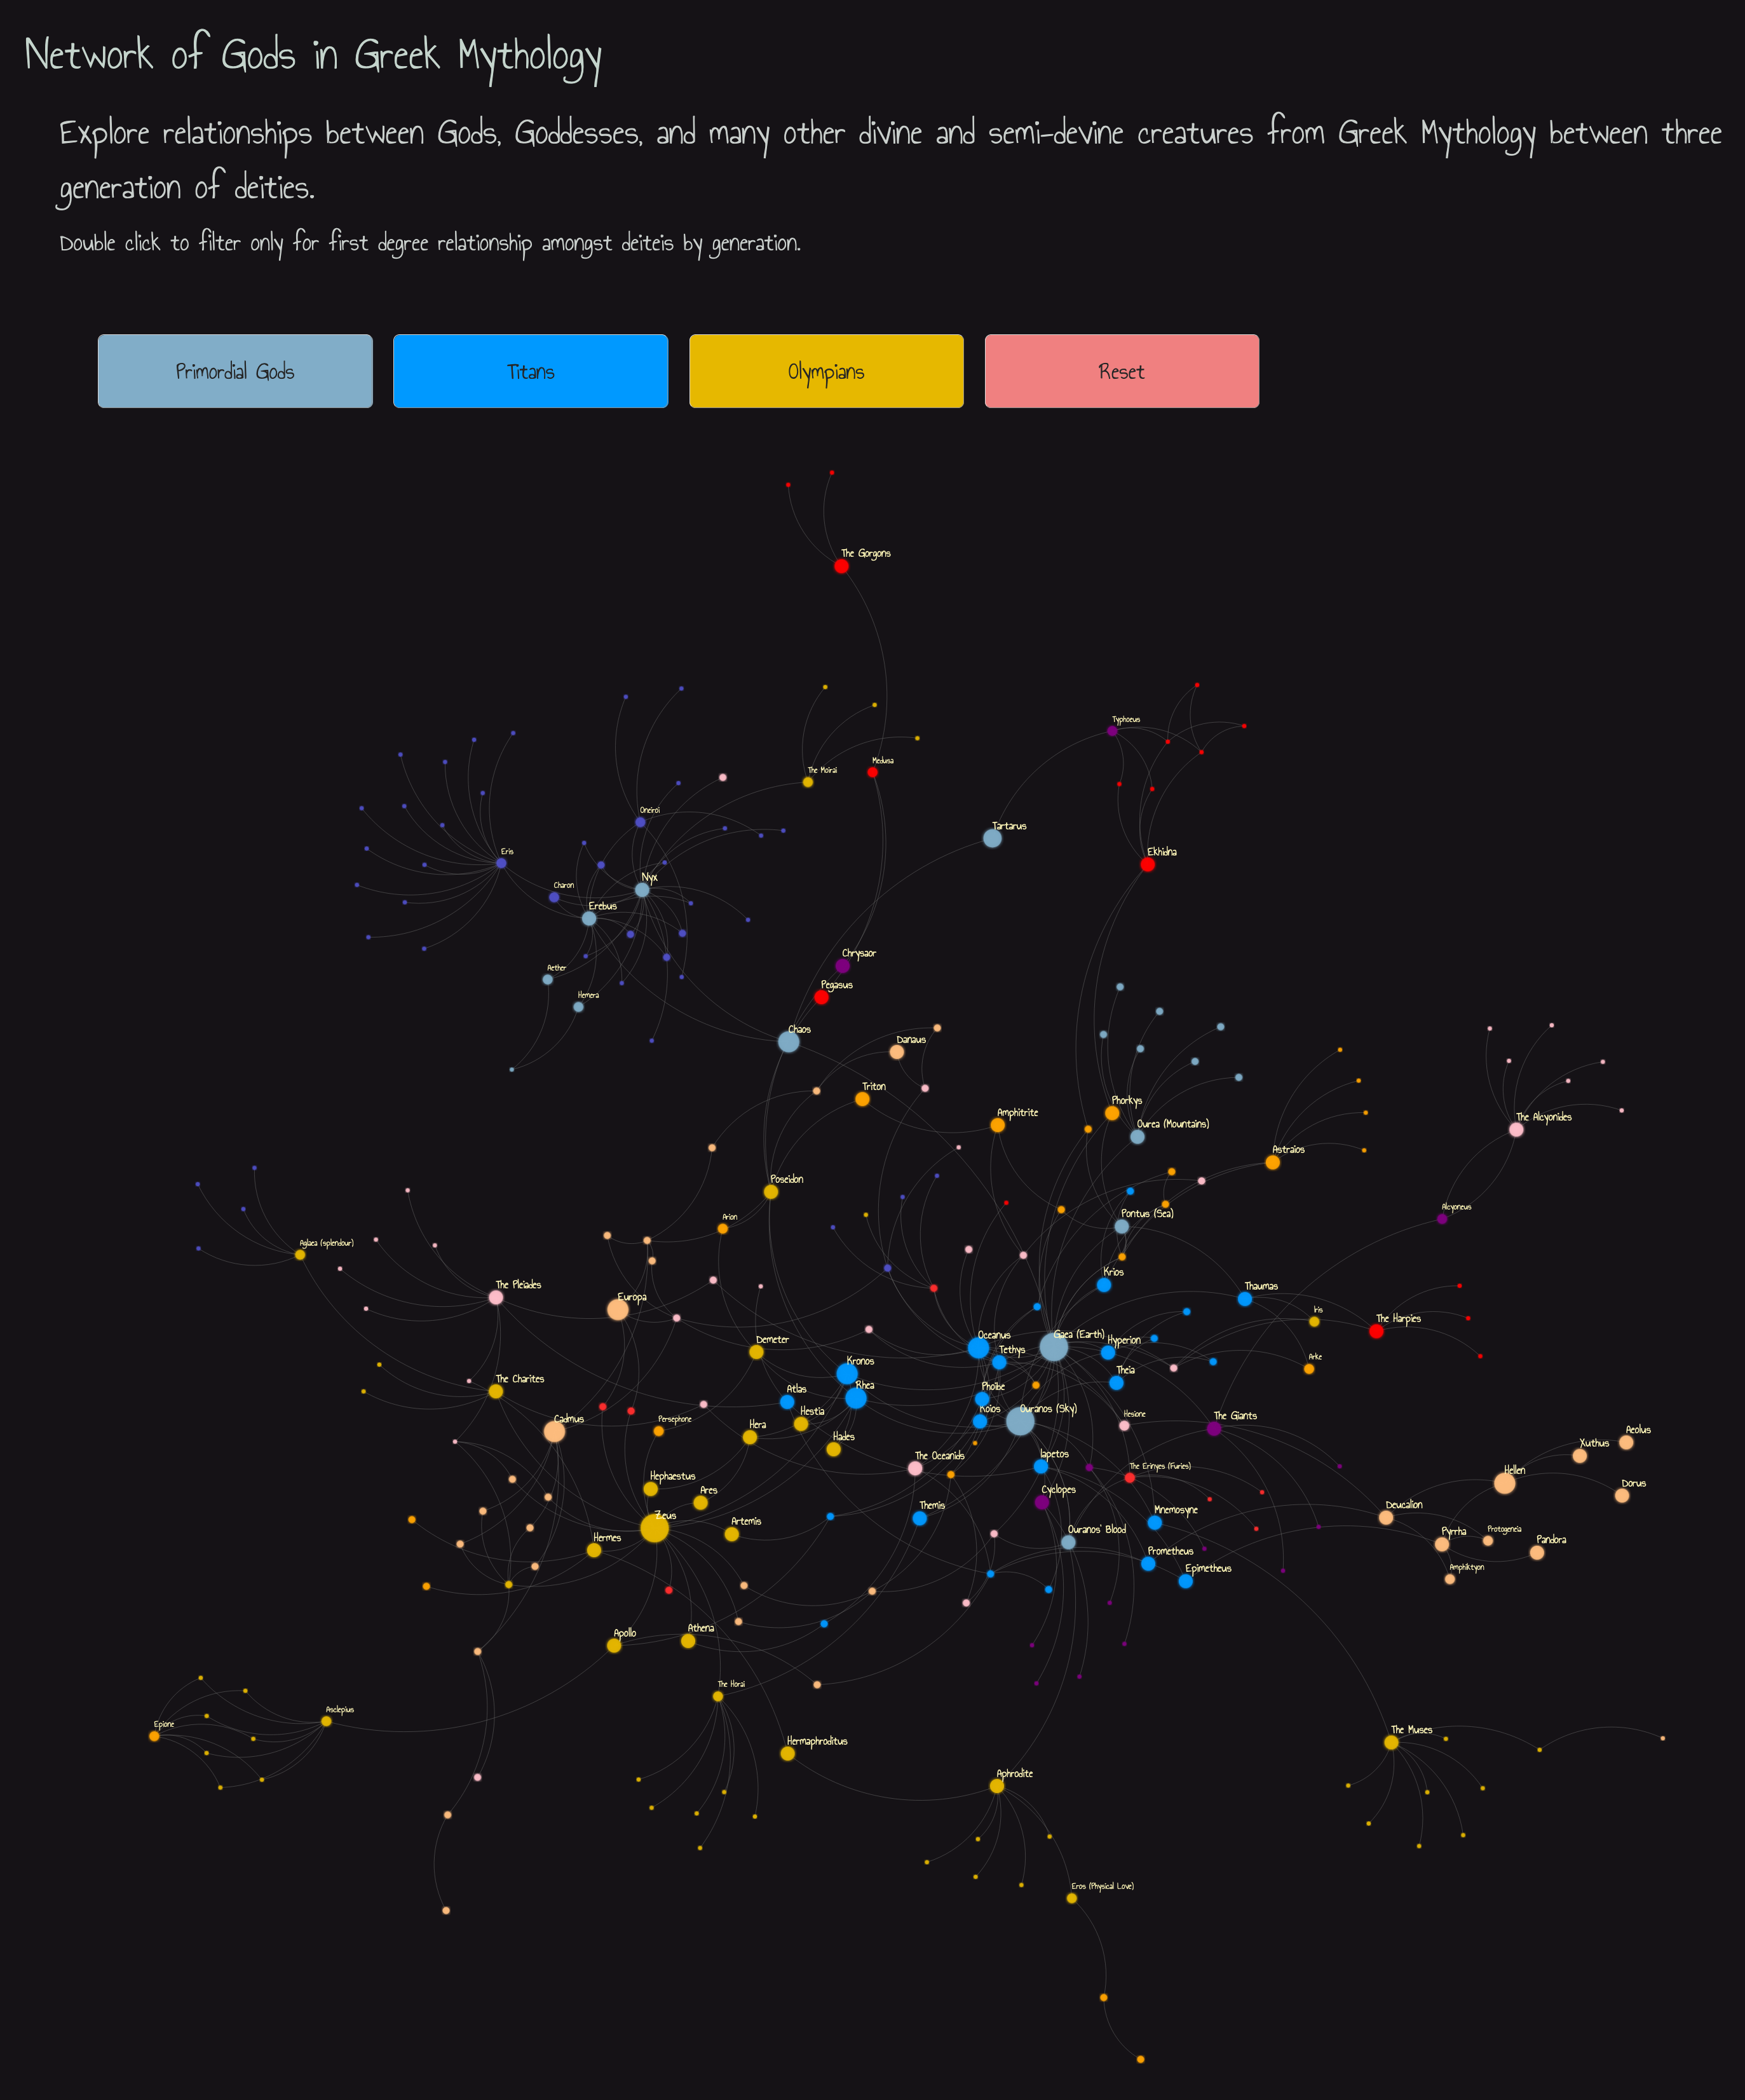 Network of Gods in Greek Mythology
Explore relationships between Gods, Goddesses, and many other divine and semi-devine creatures from Greek Mythology between three
generation of deities.
Double click to filter only for first degree relationship amongst deiteis by generation.
Primordial Gods
Titans
Olympians
Reset
The Gorgons
Typhoeus
Medusa
The Moirai
Oneiroi
Tartarus
Eris
Ekhidna
Nyx
Charon
Erebus
Chrysaor
Aether
Pegasus
Hemera
Chaos
Danaus
Triton
Phorkys
Amphitrite
Ourea (Mountains)
The Alcyonides
Astraios
Poseidon
Alcyoneus
Pontus (Sea)
Arion
Aglaea (splendour)
Krios
The Pleiades
Thaumas
Europa
Iris
The Harpies
Oceanus
Gaea (Earth)
Demeter
Hyperion
Tethys
Arke
Kronos
Theia
The Charites
Rhea
Atlas
Phoibe
Koios
Ouranos (Sky)
Hestia
Hesione
The Giants
Cadmus
Persephone
Hera
Hades
Aeolus
Xuthus
The Oceanids
Iapetos
The Erinyes (Furies)
Hellen
Hephaestus
Dorus
Ares
Cyclopes
Themis
Mnemosyne
Deucalion
Zeus
Artemis
Ouranos' Blood
Protogeneia
Pyrrha
Hermes
Pandora
Prometheus
Epimetheus
Amphiktyon
Athena
Apollo
The Horai
Asclepius
Epione
The Muses
Hermaphroditus
Aphrodite
Eros (Physical Love)